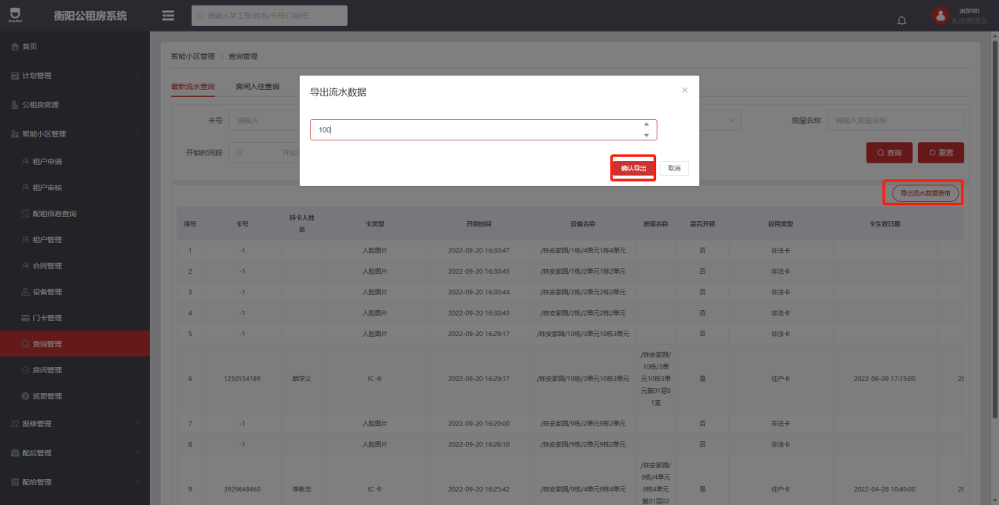 衡阳公租房系统
请输入学工号/姓名/卡号/门锁号
admin
系统管理员
首页
计划管理
公租房房源
智能小区管理
租户申请
租户审核
配租信息查询
租户管理
合同管理
设备管理
门卡管理
查询管理
房间管理
巡更管理
报修管理
配后管理
配给管理
智能小区管理 > 查询管理
最新流水查询 房间入住查询
卡号 请输入 房屋名称 请输入房屋名称
开锁时间段 查询 重置
导出流水数据
100
确认导出 取消
导出流水数据表格
序号 卡号 持卡人姓名 卡类型 开锁时间 设备名称 房屋名称 是否开锁 应用类型 卡生效日期
1 -1 人脸图片 2022-09-20 16:30:47 /珠安家园/1栋/4单元1栋4单元 否 非法卡
2 -1 人脸图片 2022-09-20 16:30:45 /珠安家园/1栋/2单元1栋2单元 否 非法卡
3 -1 人脸图片 2022-09-20 16:30:44 /珠安家园/2栋/2单元2栋2单元 否 非法卡
4 -1 人脸图片 2022-09-20 16:30:43 /珠安家园/2栋/2单元2栋2单元 否 非法卡
5 -1 人脸图片 2022-09-20 16:29:17 /珠安家园/10栋/3单元10栋3单元 否 非法卡
6 1250554189 韩学义 IC 卡 2022-09-20 16:29:17 /珠安家园/10栋/3单元10栋3单元 /珠安家园/10栋/3单元10栋3单元第01层01室 是 住户卡 2022-06-09 17:15:00 20
7 -1 人脸图片 2022-09-20 16:29:00 /珠安家园/9栋/2单元9栋2单元 否 非法卡
8 -1 人脸图片 2022-09-20 16:26:10 /珠安家园/9栋/2单元9栋2单元 否 非法卡
9 3929648460 李新忠 IC 卡 2022-09-20 16:25:42 /珠安家园/9栋/4单元9栋4单元 /珠安家园/9栋/4单元9栋4单元第01层02 是 住户卡 2022-04-28 10:49:00 20